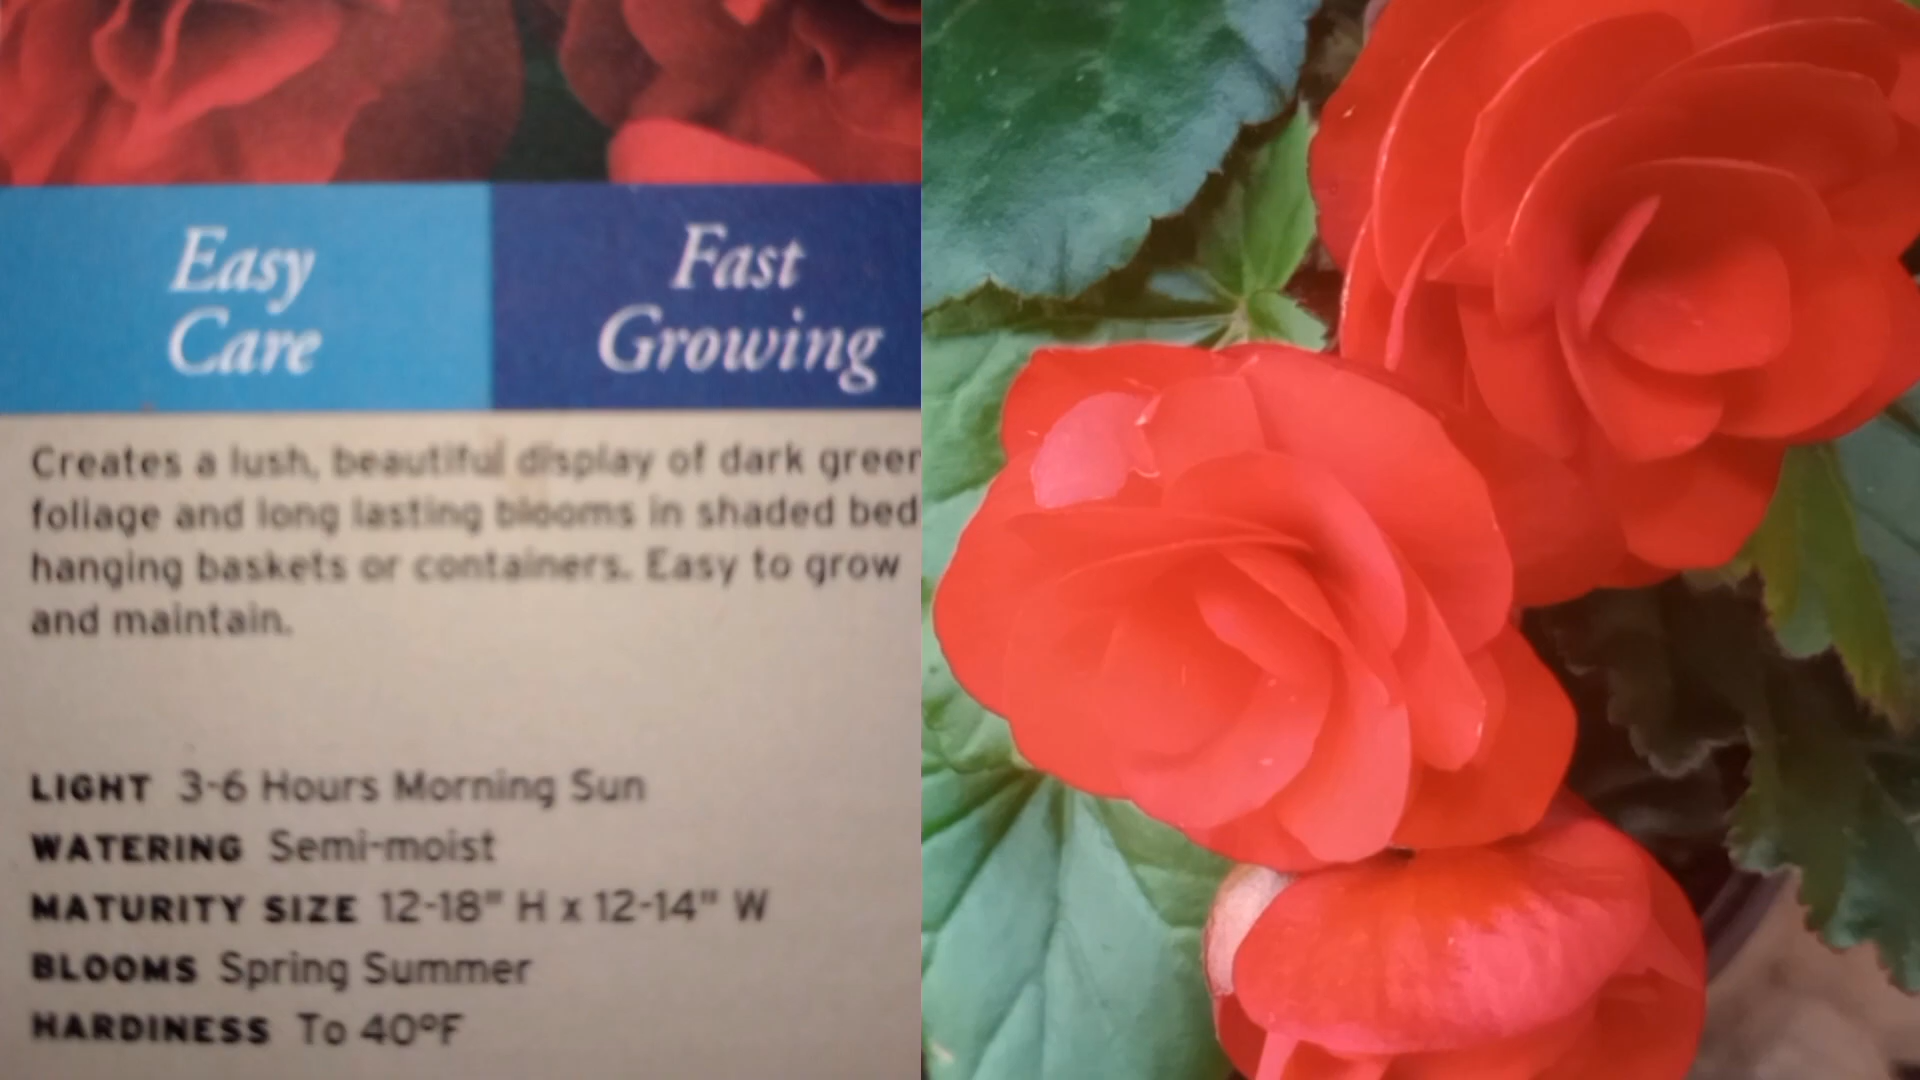 Easy
Care
Fast
Growing
Creates a lush, beautiful display of dark green
foliage and long lasting blooms in shaded bed
hanging baskets or containers. Easy to grow
and maintain.
LIGHT 3-6 Hours Morning Sun
WATERING Semi-moist
MATURITY SIZE 12-18" H x 12-14" W
BLOOMS Spring Summer
HARDINESS To 40°F